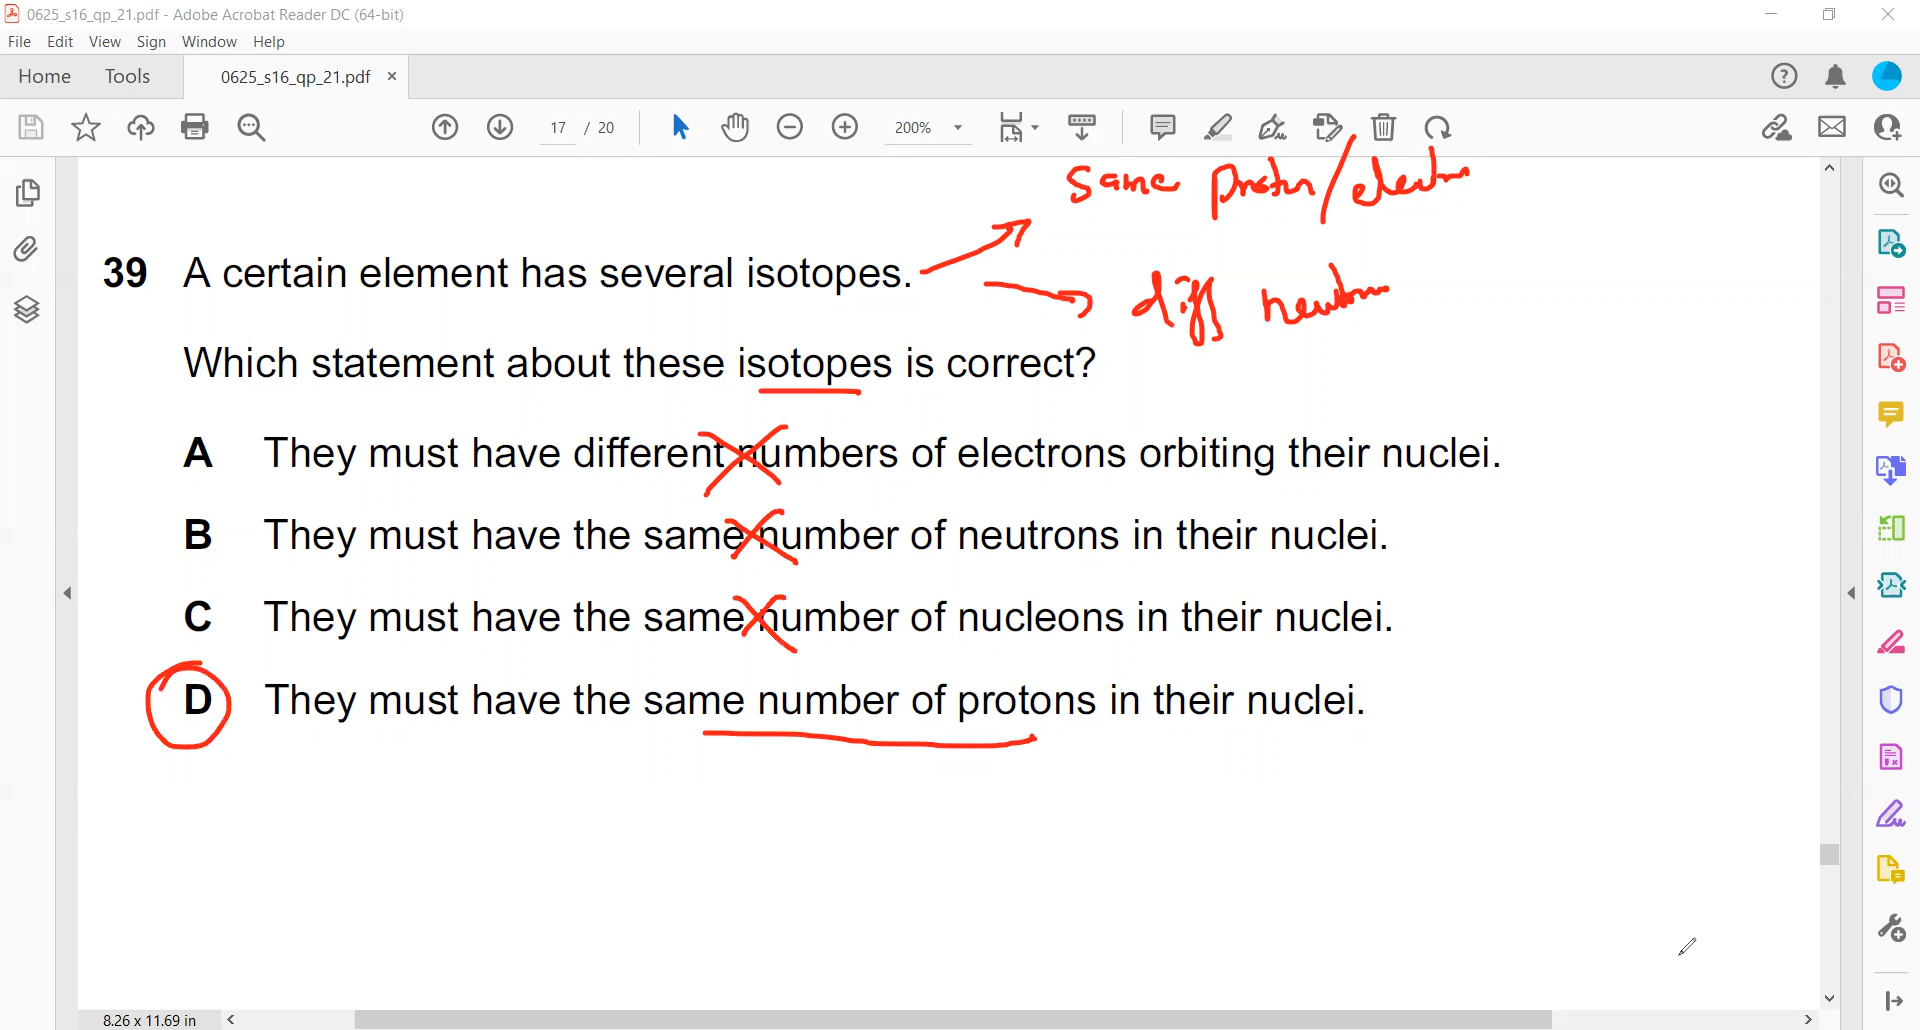 0625_s16_qp_21.pdf - Adobe Acrobat Reader DC (64-bit)
File Edit View Sign Window Help
Home Tools 0625_s16_qp_21.pdf ×
17 / 20 200%
Same proton/electron
39 A certain element has several isotopes.
diff neutron
Which statement about these isotopes is correct?
A They must have different numbers of electrons orbiting their nuclei.
B They must have the same number of neutrons in their nuclei.
C They must have the same number of nucleons in their nuclei.
D They must have the same number of protons in their nuclei.
8.26 x 11.69 in